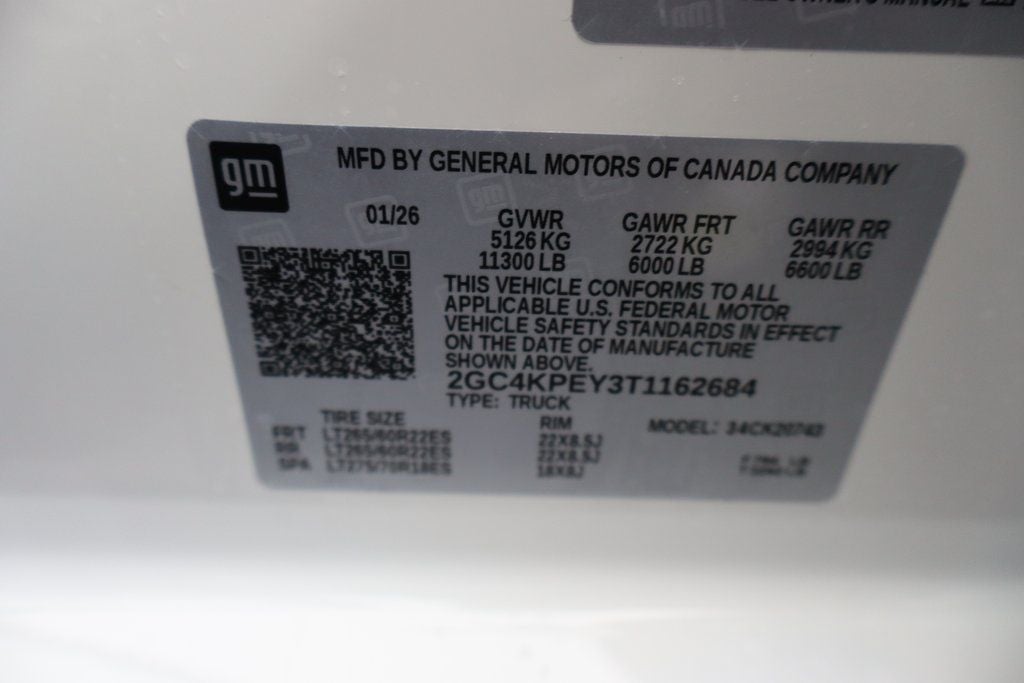 OWNER'S MANUAL
gm
gm
MFD BY GENERAL MOTORS OF CANADA COMPANY
01/26
GVWR GAWR FRT GAWR RR
5126 KG 2722 KG 2994 KG
11300 LB 6000 LB 6600 LB
THIS VEHICLE CONFORMS TO ALL
APPLICABLE U.S. FEDERAL MOTOR
VEHICLE SAFETY STANDARDS IN EFFECT
ON THE DATE OF MANUFACTURE
SHOWN ABOVE.
2GC4KPEY3T1162684
TYPE: TRUCK
TIRE SIZE RIM MODEL: 34CK20743
FRT LT265/60R22ES 22X8.5J
RR LT265/60R22ES 22X8.5J
SPA LT275/70R18ES 18X8J